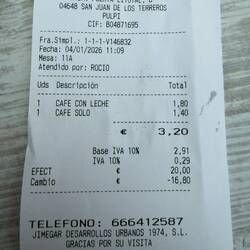 04648 SAN JUAN DE LOS TERREROS
PULPI
CIF: B04871695
Fra.Simpl.: 1-1-1-V146832
Fecha: 04/01/2026 11:09
Mesa: 11A
Atendido por: ROCIO
Uds Descripción Total
1 CAFE CON LECHE 1,80
1 CAFE SOLO 1,40
€ 3,20
Base IVA 10% 2,91
IVA 10% 0,29
EFECT € 20,00
Cambio -16,80
TELEFONO: 666412587
JIMEGAR DESARROLLOS URBANOS 1974, S.L.
GRACIAS POR SU VISITA